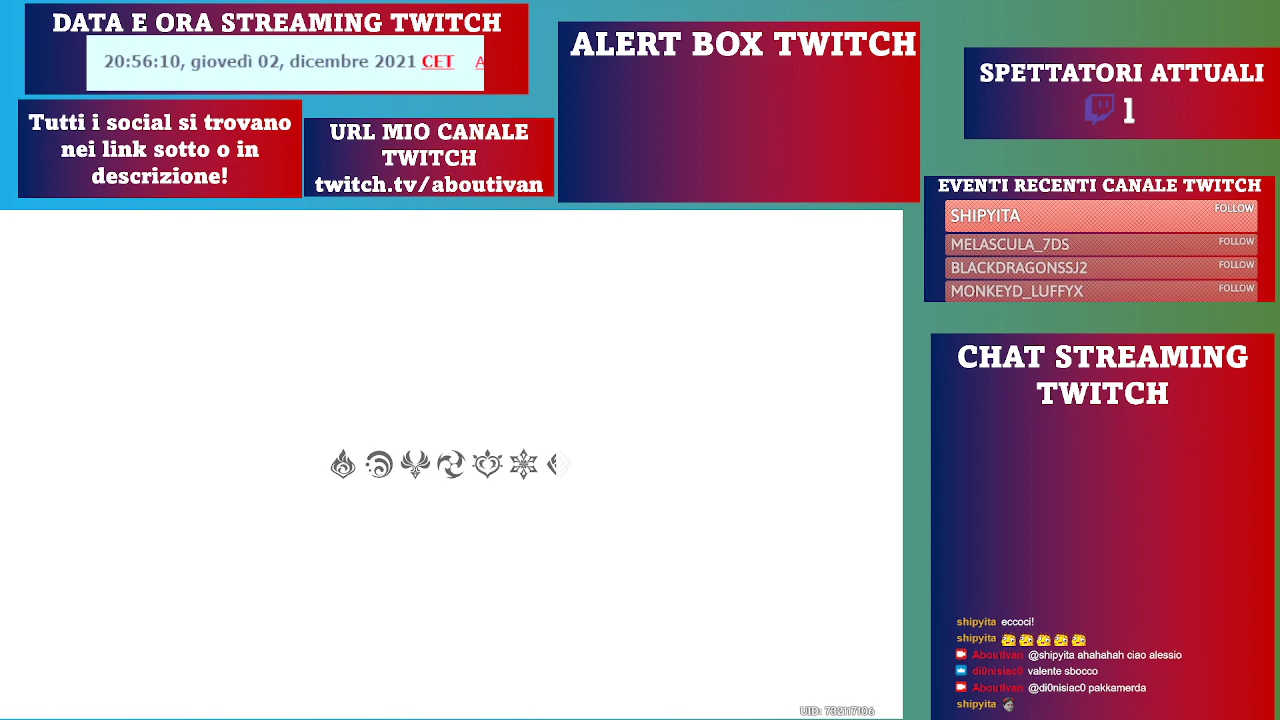 DATA E ORA STREAMING TWITCH
20:56:10, giovedì 02, dicembre 2021 CET A
Tutti i social si trovano
nei link sotto o in
descrizione!
URL MIO CANALE
TWITCH
twitch.tv/aboutivan
ALERT BOX TWITCH
SPETTATORI ATTUALI
1
EVENTI RECENTI CANALE TWITCH
SHIPYITA FOLLOW
MELASCULA_7DS FOLLOW
BLACKDRAGONSSJ2 FOLLOW
MONKEYD_LUFFYX FOLLOW
CHAT STREAMING
TWITCH
shipyita eccoci!
shipyita
AboutIvan @shipyita ahahahah ciao alessio
di0nisiac0 valente sbocco
AboutIvan @di0nisiac0 pakkamerda
shipyita
UID: 732117106